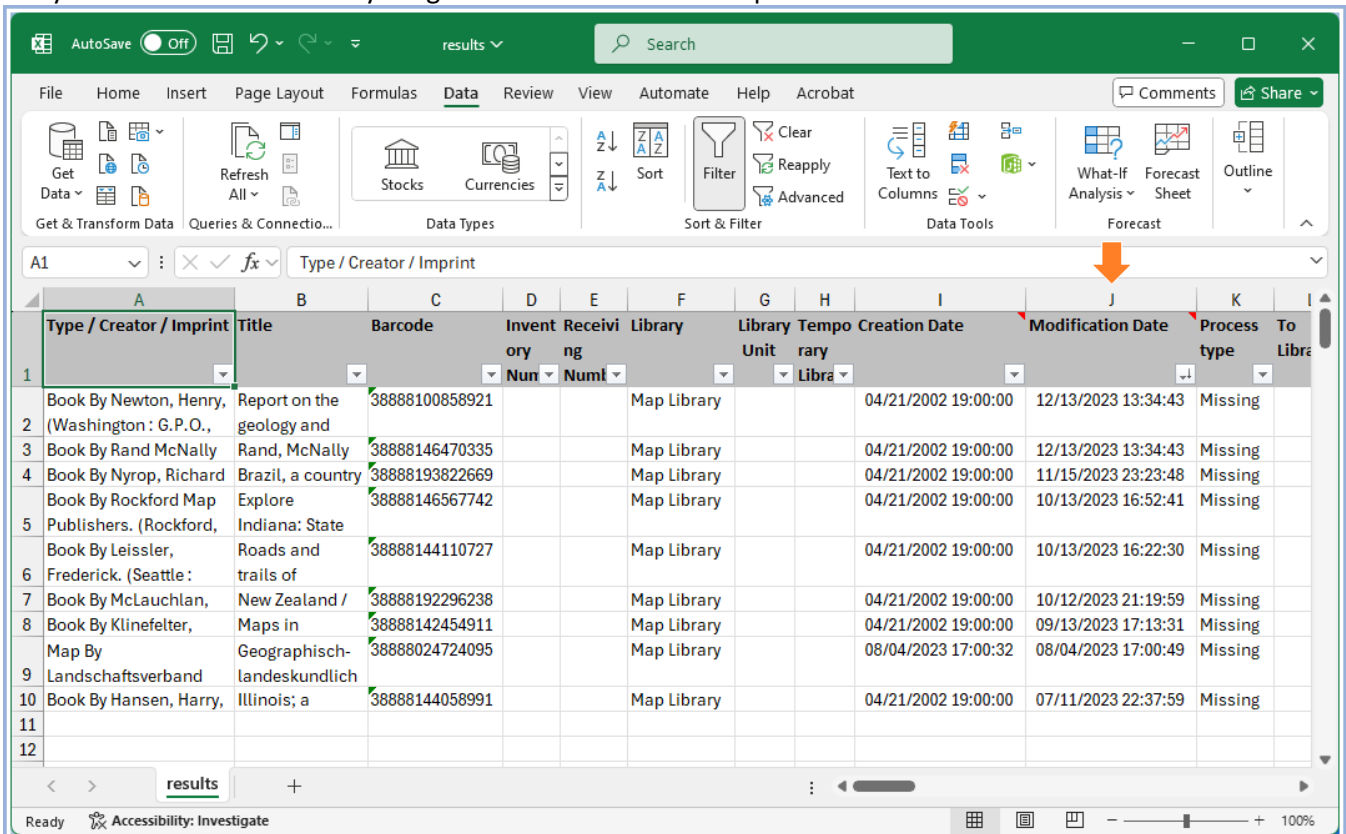 AutoSave Off results Search
File Home Insert Page Layout Formulas Data Review View Automate Help Acrobat Comments Share
Get Data Refresh All Stocks Currencies Sort Filter Clear Reapply Advanced Text to Columns What-If Analysis Forecast Sheet Outline
Get & Transform Data Queries & Connectio... Data Types Sort & Filter Data Tools Forecast
A1 fx Type / Creator / Imprint
A B C D E F G H I J K
1 Type / Creator / Imprint Title Barcode Invent ory Num Receivi ng Numb Library Library Unit Tempo rary Libra Creation Date Modification Date Process type To Libra
2 Book By Newton, Henry, (Washington : G.P.O., Report on the geology and 38888100858921 Map Library 04/21/2002 19:00:00 12/13/2023 13:34:43 Missing
3 Book By Rand McNally Rand, McNally 38888146470335 Map Library 04/21/2002 19:00:00 12/13/2023 13:34:43 Missing
4 Book By Nyrop, Richard Brazil, a country 38888193822669 Map Library 04/21/2002 19:00:00 11/15/2023 23:23:48 Missing
5 Book By Rockford Map Publishers. (Rockford, Explore Indiana: State 38888146567742 Map Library 04/21/2002 19:00:00 10/13/2023 16:52:41 Missing
6 Book By Leissler, Frederick. (Seattle : Roads and trails of 38888144110727 Map Library 04/21/2002 19:00:00 10/13/2023 16:22:30 Missing
7 Book By McLauchlan, New Zealand / 38888192296238 Map Library 04/21/2002 19:00:00 10/12/2023 21:19:59 Missing
8 Book By Klinefelter, Maps in 38888142454911 Map Library 04/21/2002 19:00:00 09/13/2023 17:13:31 Missing
9 Map By Landschaftsverband Geographisch-landeskundlich 38888024724095 Map Library 08/04/2023 17:00:32 08/04/2023 17:00:49 Missing
10 Book By Hansen, Harry, Illinois; a 38888144058991 Map Library 04/21/2002 19:00:00 07/11/2023 22:37:59 Missing
11
12
results
Ready Accessibility: Investigate 100%